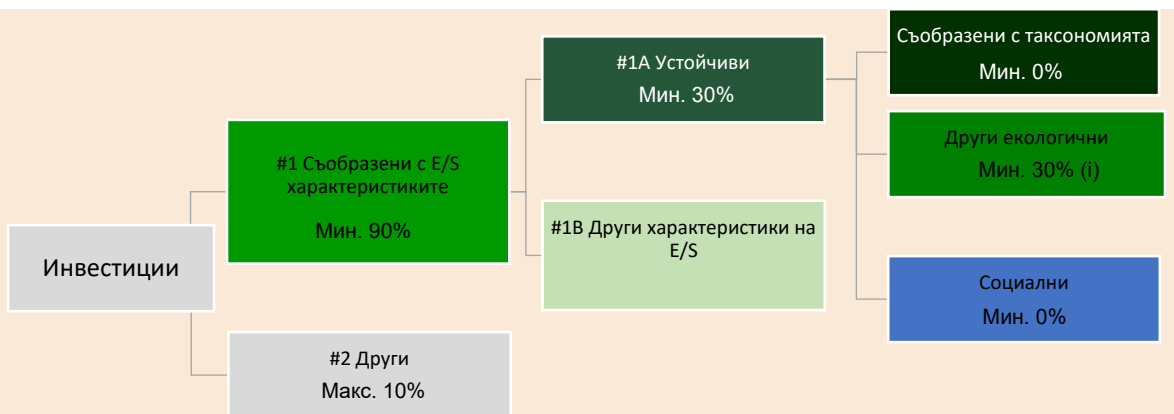 Инвестиции
#1 Съобразени с E/S
характеристиките
Мин. 90%
#2 Други
Макс. 10%
#1A Устойчиви
Мин. 30%
#1B Други характеристики на
E/S
Съобразени с таксономията
Мин. 0%
Други екологични
Мин. 30% (i)
Социални
Мин. 0%